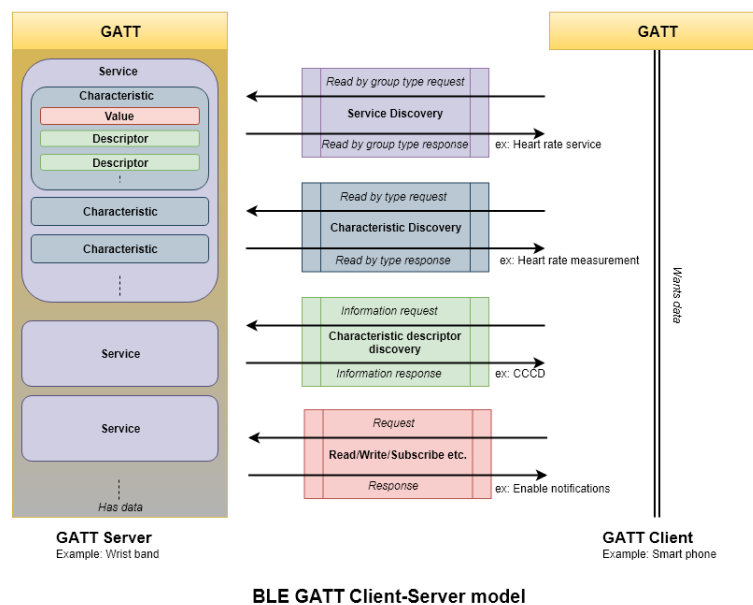 GATT
GATT
Service
Characteristic
Value
Descriptor
Descriptor
Characteristic
Characteristic
Service
Service
Has data
Read by group type request
Service Discovery
Read by group type response
ex: Heart rate service
Read by type request
Characteristic Discovery
Read by type response
ex: Heart rate measurement
Information request
Characteristic descriptor
discovery
Information response
ex: CCCD
Request
Read/Write/Subscribe etc.
Response
ex: Enable notifications
Wants data
GATT Server
Example: Wrist band
GATT Client
Example: Smart phone
BLE GATT Client-Server model